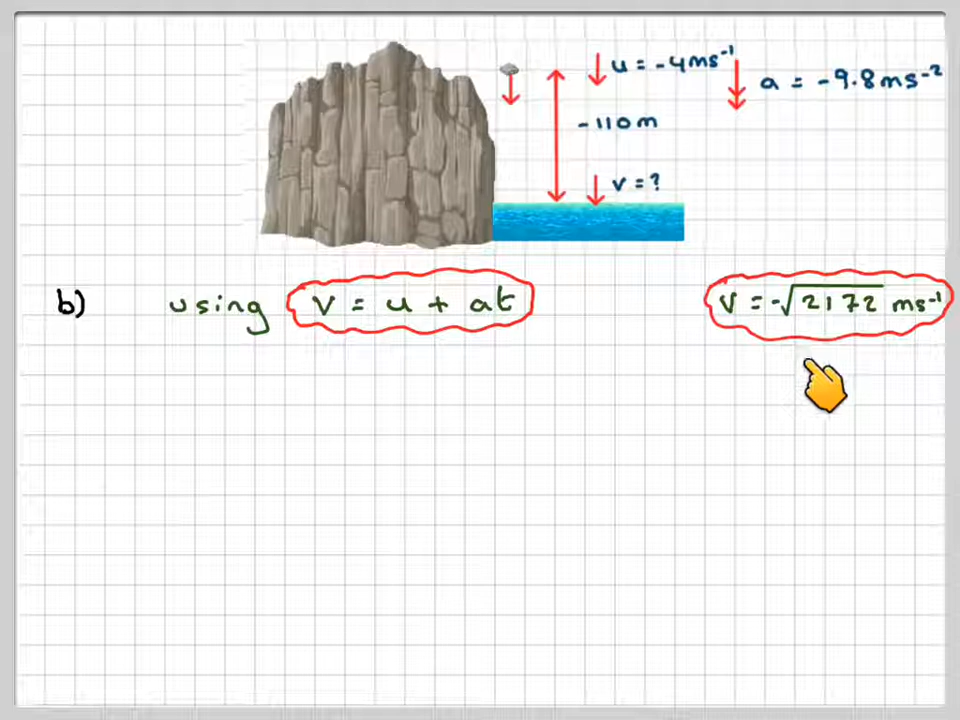 u = -4ms⁻¹
a = -9.8ms⁻²
-110m
v = ?
b) using v = u + at
v = -√2172 ms⁻¹